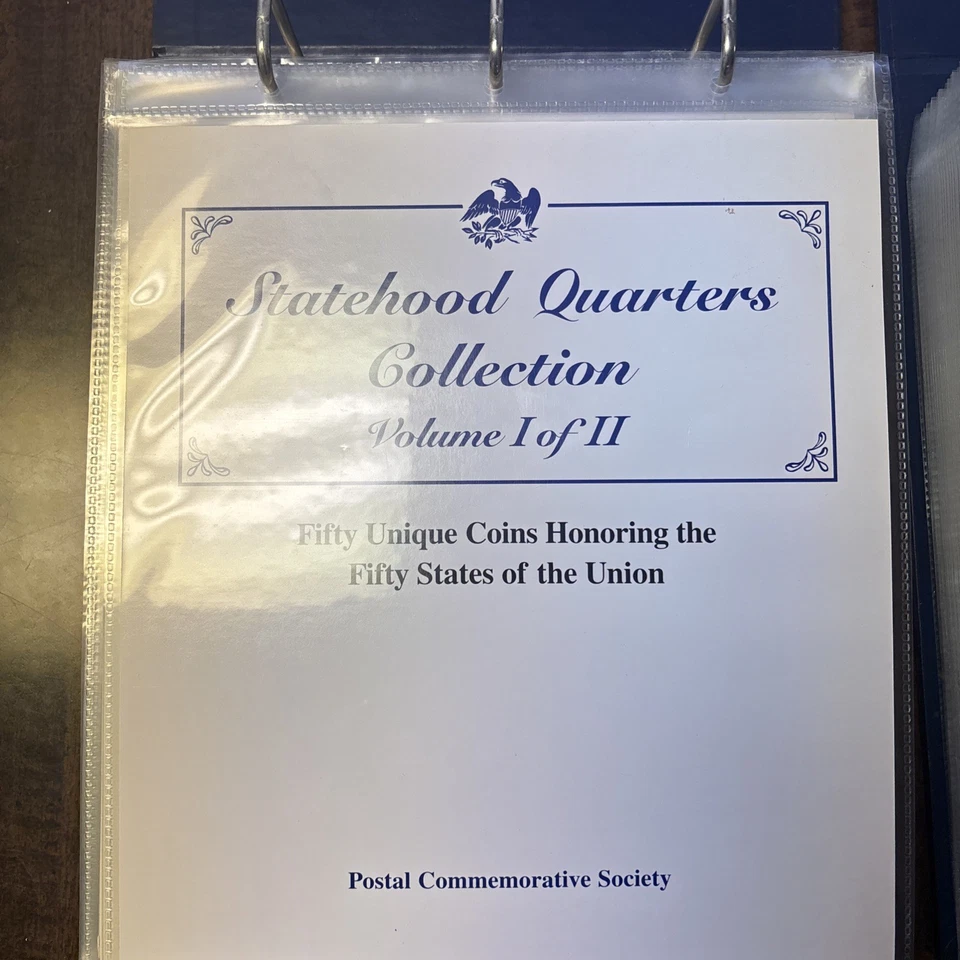 Statehood Quarters
Collection
Volume I of II
Fifty Unique Coins Honoring the
Fifty States of the Union
Postal Commemorative Society